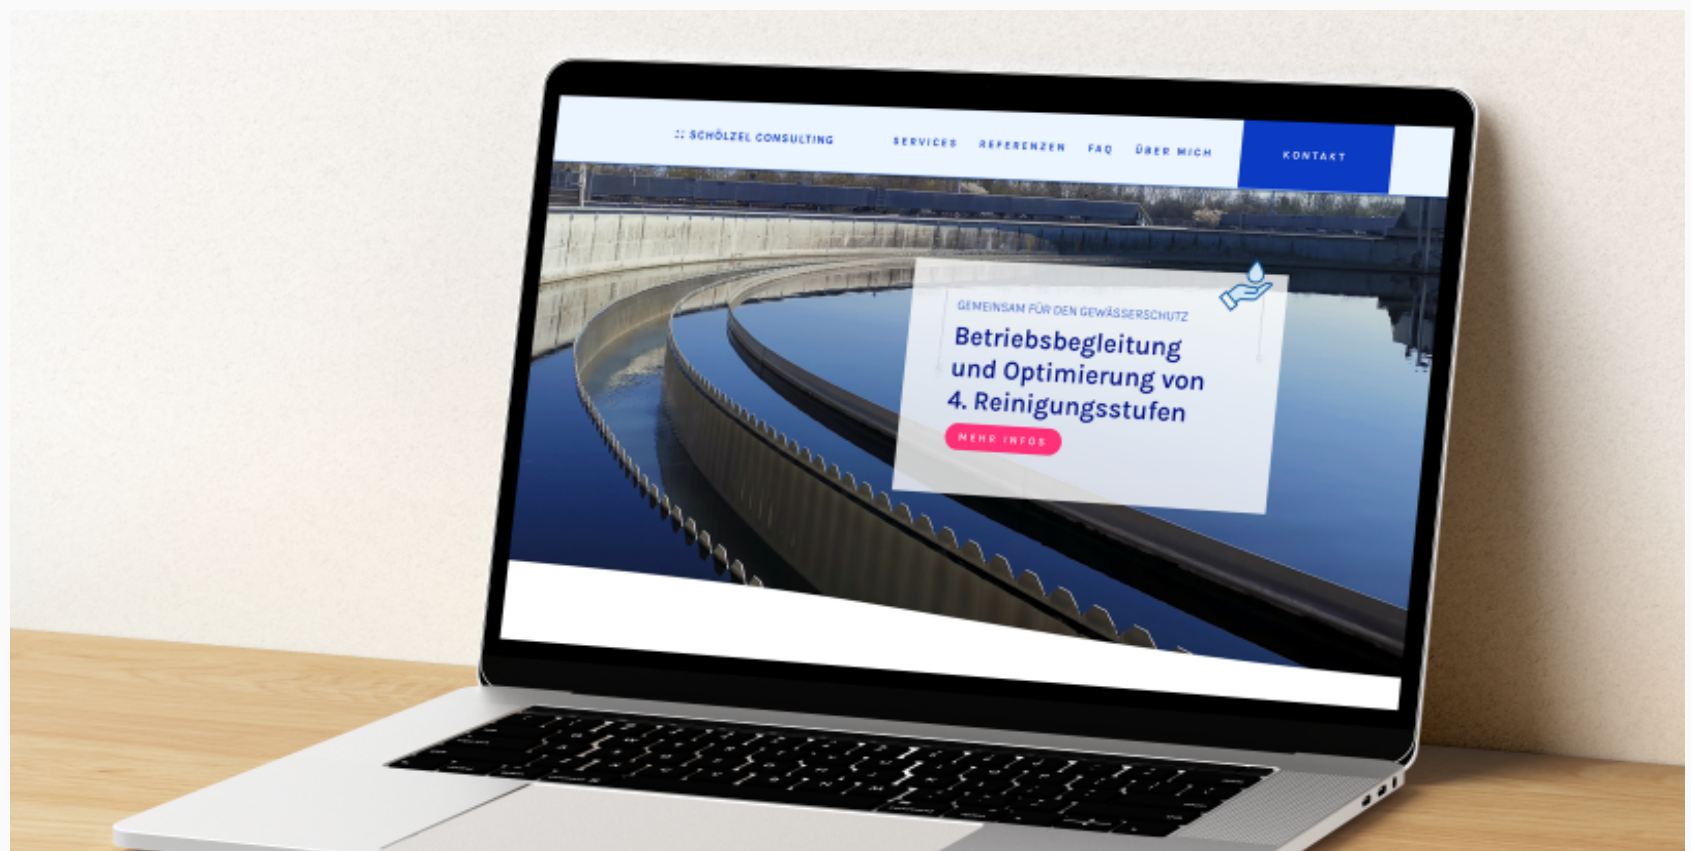 :: SCHÖLZEL CONSULTING
SERVICES REFERENZEN FAQ ÜBER MICH KONTAKT
GEMEINSAM FÜR DEN GEWÄSSERSCHUTZ
Betriebsbegleitung
und Optimierung von
4. Reinigungsstufen
MEHR INFOS